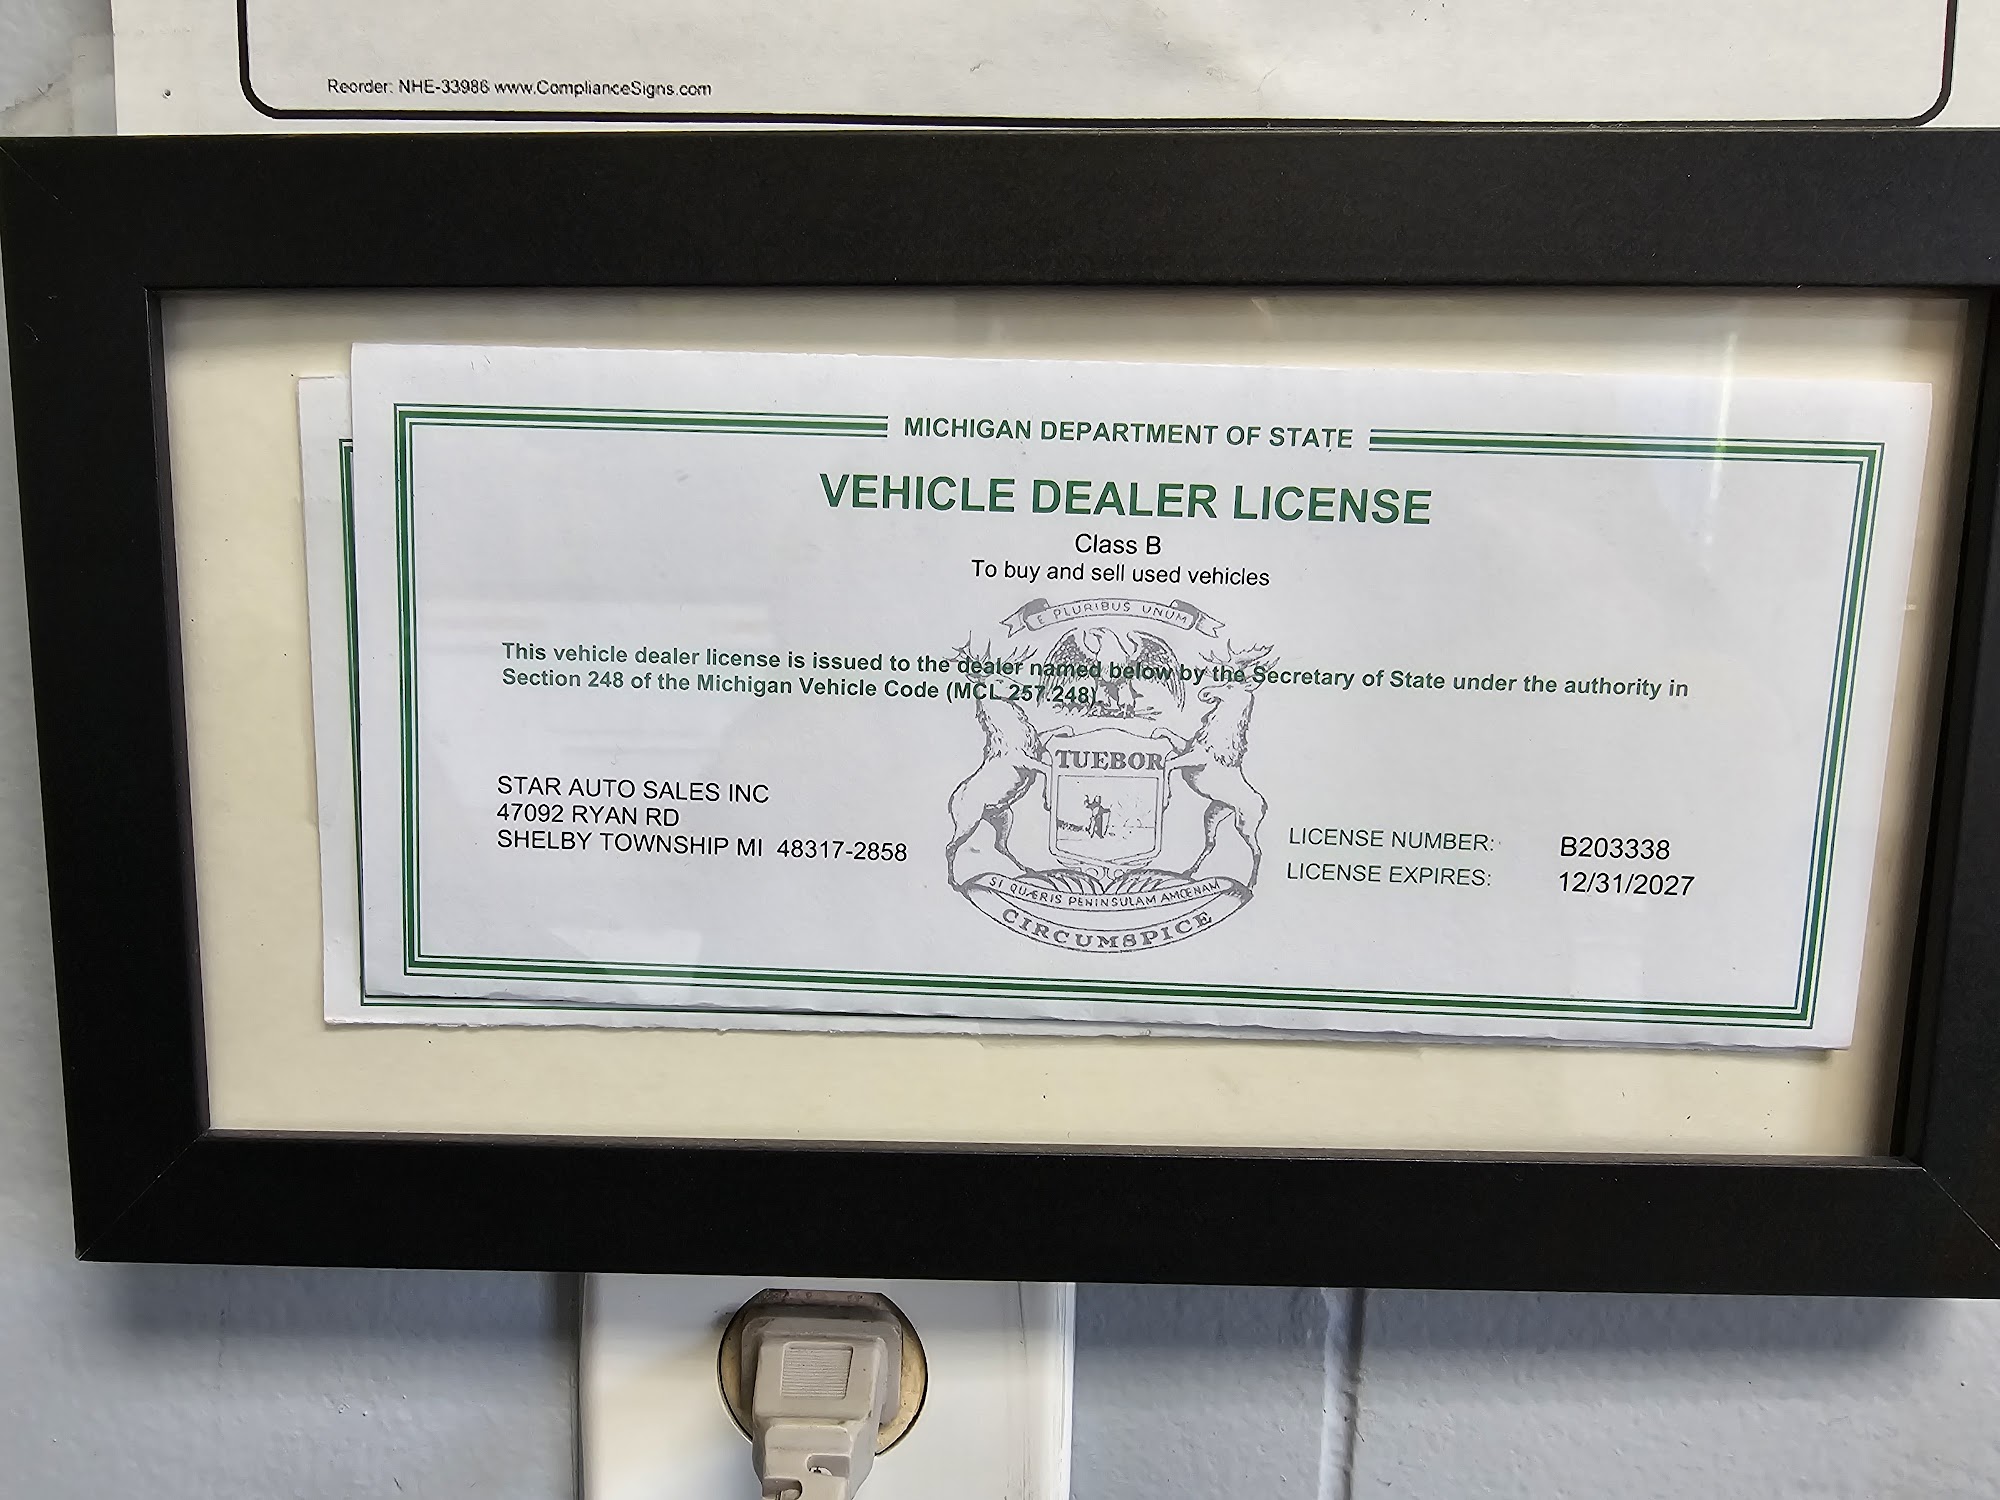 Reorder: NHE-33986 www.ComplianceSigns.com
MICHIGAN DEPARTMENT OF STATE
VEHICLE DEALER LICENSE
Class B
To buy and sell used vehicles
E PLURIBUS UNUM
This vehicle dealer license is issued to the dealer named below by the Secretary of State under the authority in
Section 248 of the Michigan Vehicle Code (MCL 257.248).
TUEBOR
STAR AUTO SALES INC
47092 RYAN RD
SHELBY TOWNSHIP MI 48317-2858
LICENSE NUMBER: B203338
LICENSE EXPIRES: 12/31/2027
SI QUÆRIS PENINSULAM AMŒNAM
CIRCUMSPICE